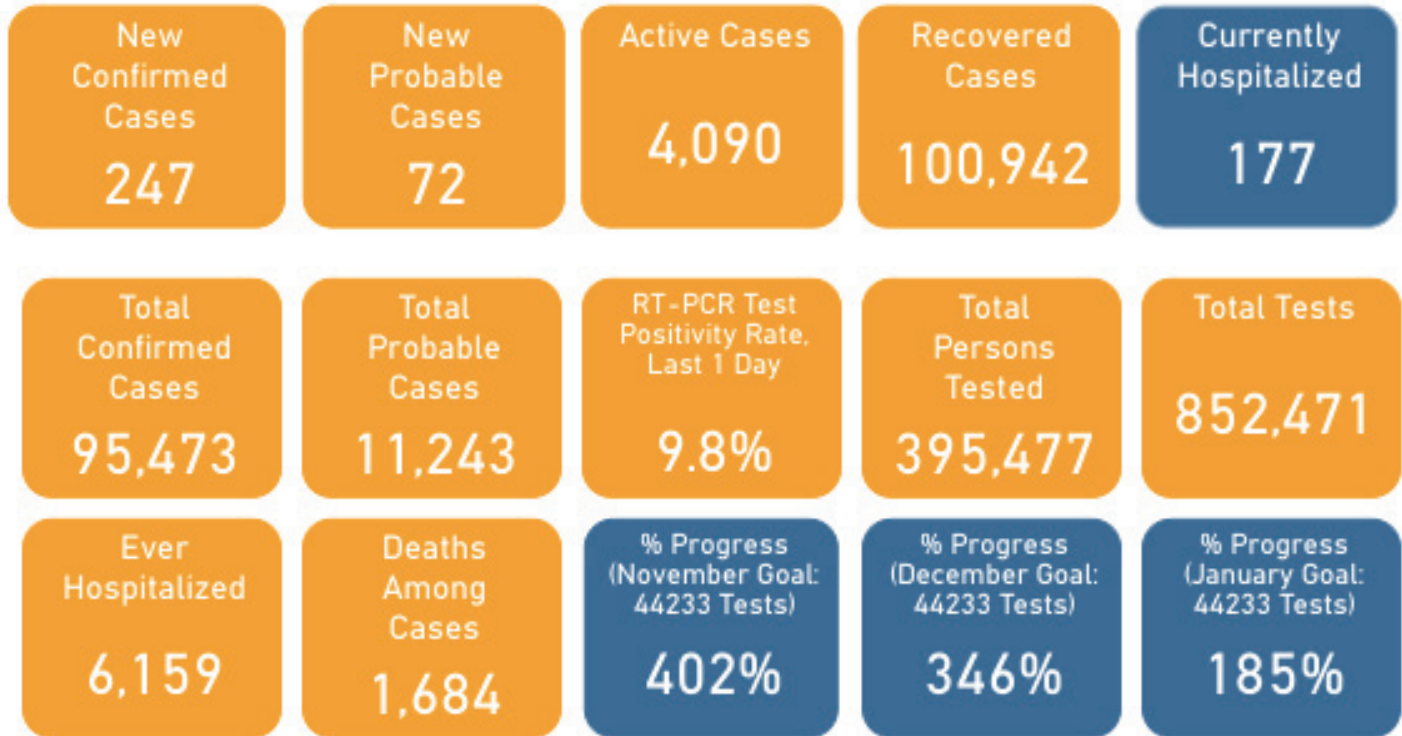 New
Confirmed
Cases
247
New
Probable
Cases
72
Active Cases
4,090
Recovered
Cases
100,942
Currently
Hospitalized
177
Total
Confirmed
Cases
95,473
Total
Probable
Cases
11,243
RT-PCR Test
Positivity Rate,
Last 1 Day
9.8%
Total
Persons
Tested
395,477
Total Tests
852,471
Ever
Hospitalized
6,159
Deaths
Among
Cases
1,684
% Progress
(November Goal:
44233 Tests)
402%
% Progress
(December Goal:
44233 Tests)
346%
% Progress
(January Goal:
44233 Tests)
185%